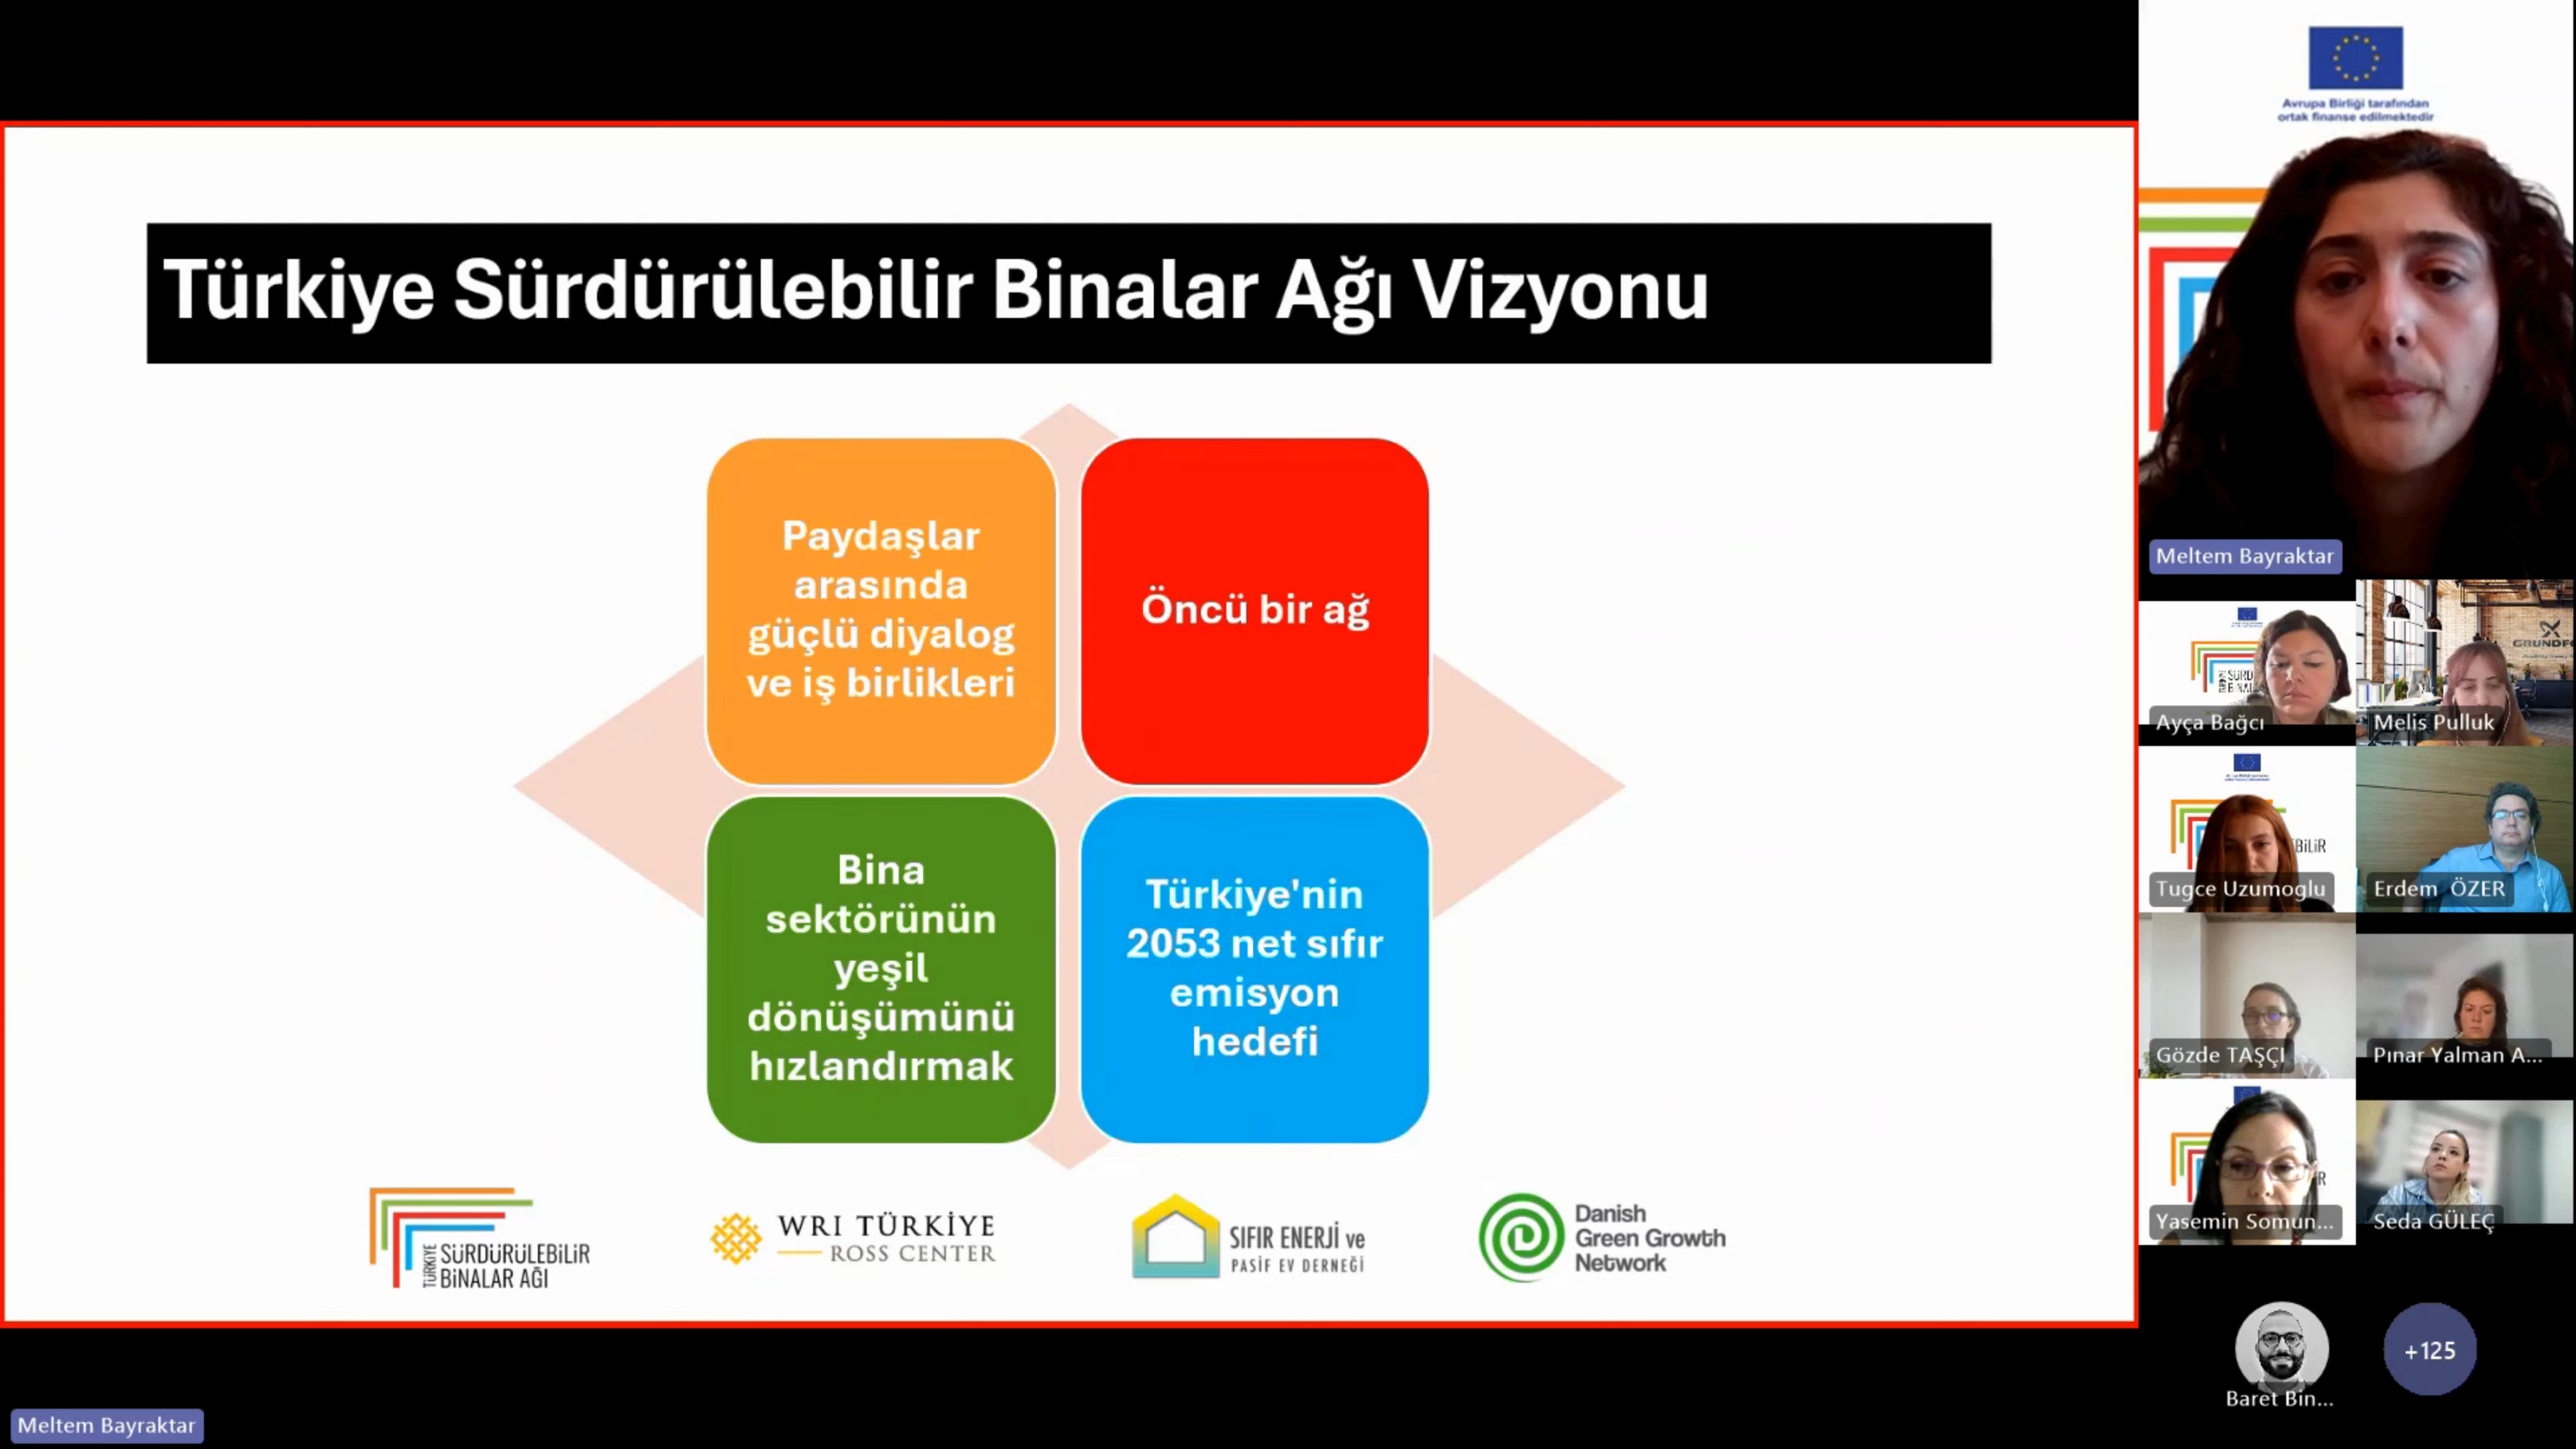 Türkiye Sürdürülebilir Binalar Ağı Vizyonu
Paydaşlar
arasında
güçlü diyalog
ve iş birlikleri
Öncü bir ağ
Bina
sektörünün
yeşil
dönüşümünü
hızlandırmak
Türkiye'nin
2053 net sıfır
emisyon
hedefi
TÜRKİYE
SÜRDÜRÜLEBİLİR
BİNALAR AĞI
WRI TÜRKİYE
ROSS CENTER
SIFIR ENERJİ ve
PASİF EV DERNEĞİ
Danish
Green Growth
Network
Meltem Bayraktar
Avrupa Birliği tarafından
ortak finanse edilmektedir
Meltem Bayraktar
Ayça Bağcı
Melis Pulluk
Tugce Uzumoglu
Erdem ÖZER
Gözde TAŞÇI
Pınar Yalman A...
Yasemin Somun...
Seda GÜLEÇ
Baret Bin...
+125